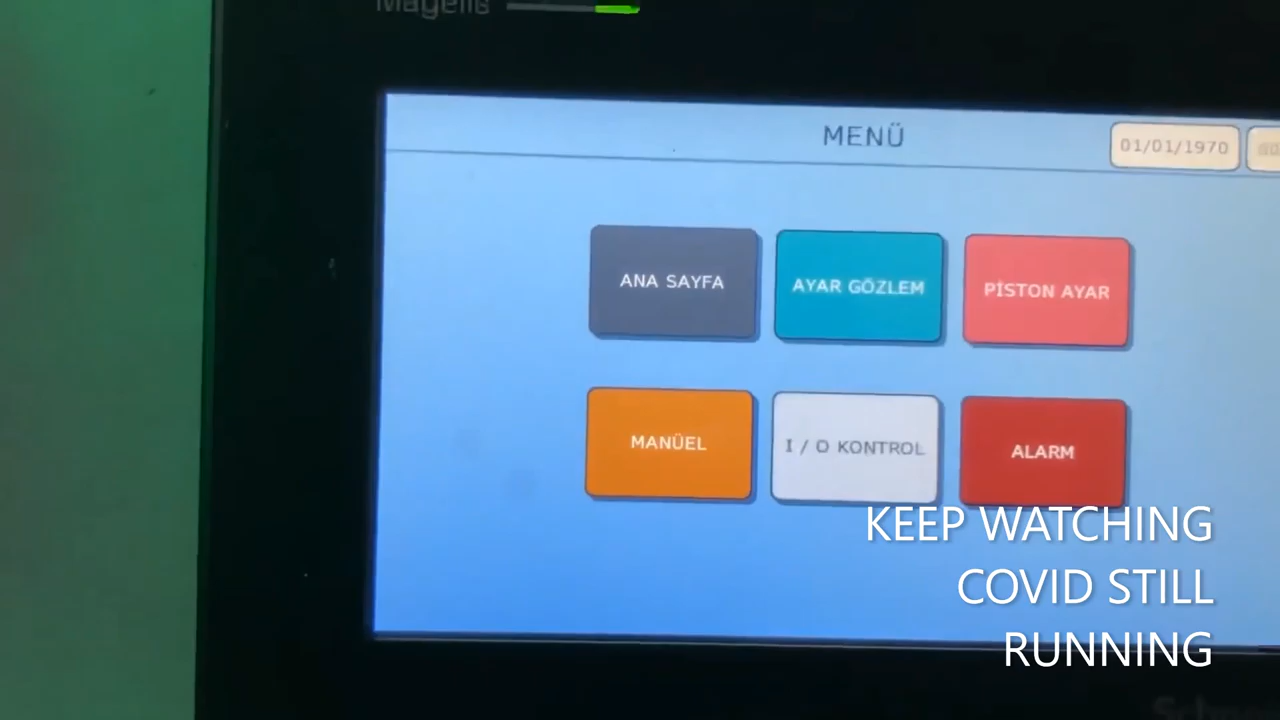 Magelis
MENÜ
01/01/1970
ANA SAYFA
AYAR GÖZLEM
PİSTON AYAR
MANÜEL
I / O KONTROL
ALARM
KEEP WATCHING
COVID STILL
RUNNING